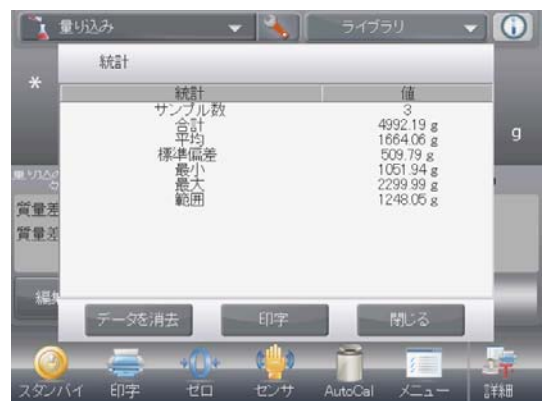 量り込み
ライブラリ
統計
*
g
統計 値
サンプル数 3
合計 4992.19 g
平均 1664.06 g
標準偏差 509.79 g
最小 1051.94 g
最大 2299.99 g
範囲 1248.05 g
質量差
質量差
データを消去 印字 閉じる
スタンバイ 印字 ゼロ センサ AutoCal メニュー 詳細